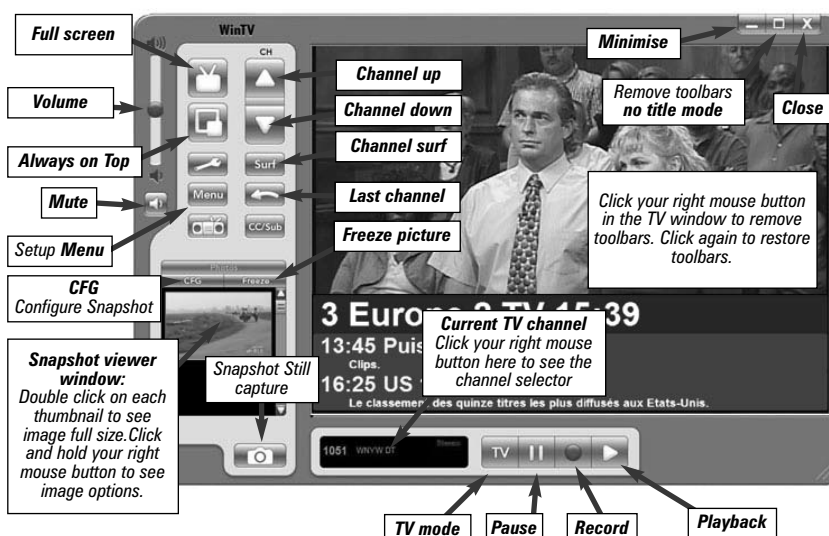 Full screen
WinTV
CH
Minimise
Channel up
Remove toolbars
no title mode
Volume
Channel down
Close
Always on Top
Channel surf
Surf
Mute
Menu
Last channel
Click your right mouse button
in the TV window to remove
toolbars. Click again to restore
toolbars.
Setup Menu
CC/Sub
Freeze picture
Photos
CFG
Freeze
CFG
Configure Snapshot
3 Europe 2 TV 15:39
Current TV channel
Click your right mouse
button here to see the
channel selector
13:45 Puis
Clips.
16:25 US
Le classement des quinze titres les plus diffusés aux Etats-Unis.
Snapshot viewer
window:
Double click on each
thumbnail to see
image full size.Click
and hold your right
mouse button to see
image options.
Snapshot Still
capture
1051 WNYW DT
Stereo
TV
TV mode
Pause
Record
Playback